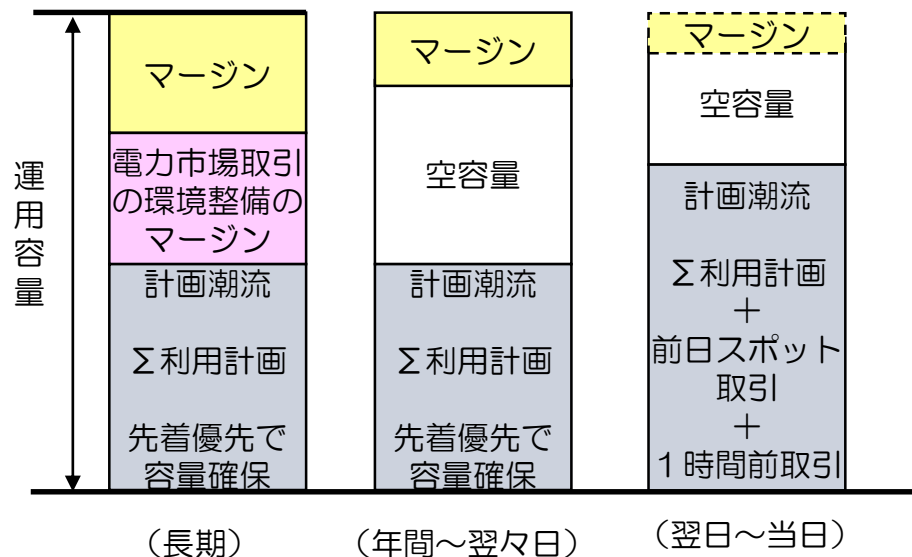 運用容量
マージン
電力市場取引
の環境整備の
マージン
計画潮流
Σ利用計画
先着優先で
容量確保
(長期)
マージン
空容量
計画潮流
Σ利用計画
先着優先で
容量確保
(年間～翌々日)
マージン
空容量
計画潮流
Σ利用計画
＋
前日スポット
取引
＋
１時間前取引
(翌日～当日)